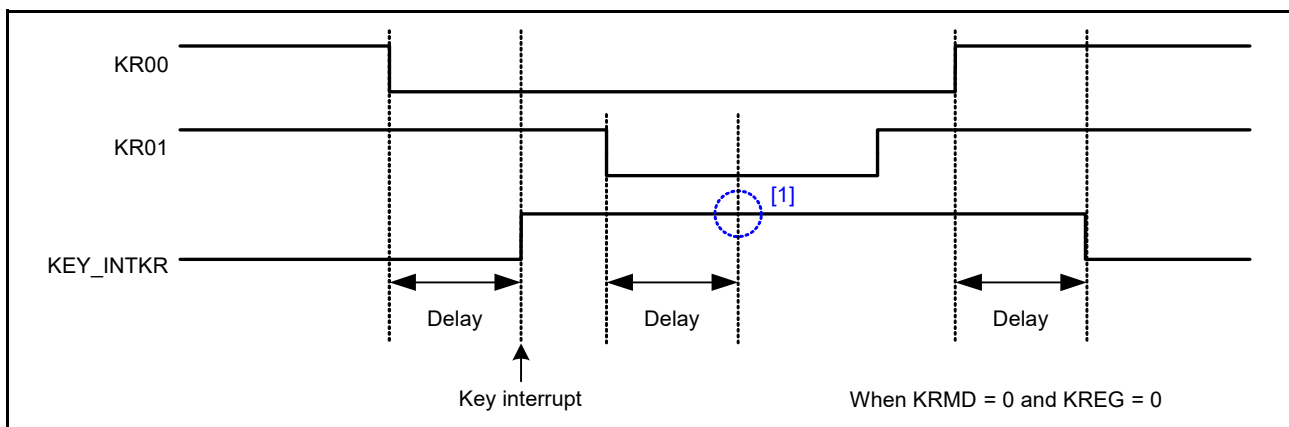 KR00
KR01
[1]
KEY_INTKR
Delay
Delay
Delay
Key interrupt
When KRMD = 0 and KREG = 0